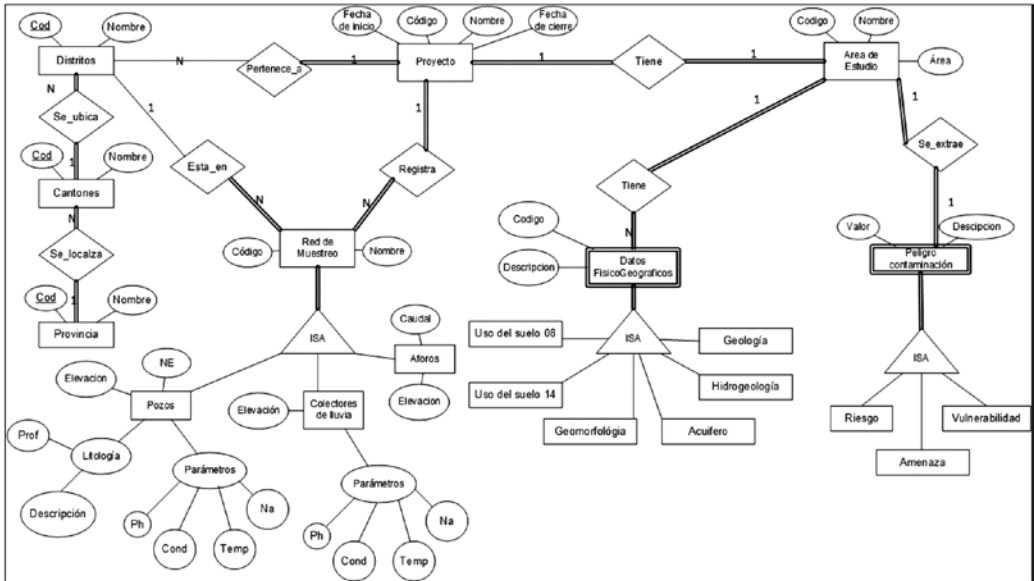 Cod
Nombre
Distritos
N
Pertenece_a
1
Fecha
de inicio
Código
Nombre
Fecha
de cierre
Proyecto
1
Tiene
1
Codigo
Nombre
Area de
Estudio
Área
N
Se_ubica
1
1
Esta_en
N
1
Registra
N
1
Tiene
N
1
Se_extrae
1
Cod
Nombre
Cantones
N
Se_localza
1
Cod
Nombre
Provincia
Código
Red de
Muestreo
Nombre
Codigo
Descripcion
Datos
FisicoGeograficos
Valor
Descipcion
Peligro
contaminación
ISA
Caudal
Aforos
Elevacion
NE
Elevacion
Pozos
Elevación
Colectores
de lluvia
Prof
Litología
Descripción
Parámetros
Ph
Cond
Temp
Na
Parámetros
Ph
Cond
Temp
Na
Uso del suelo 08
ISA
Geología
Uso del suelo 14
Hidrogeología
Geomorfológia
Acuifero
ISA
Riesgo
Vulnerabilidad
Amenaza